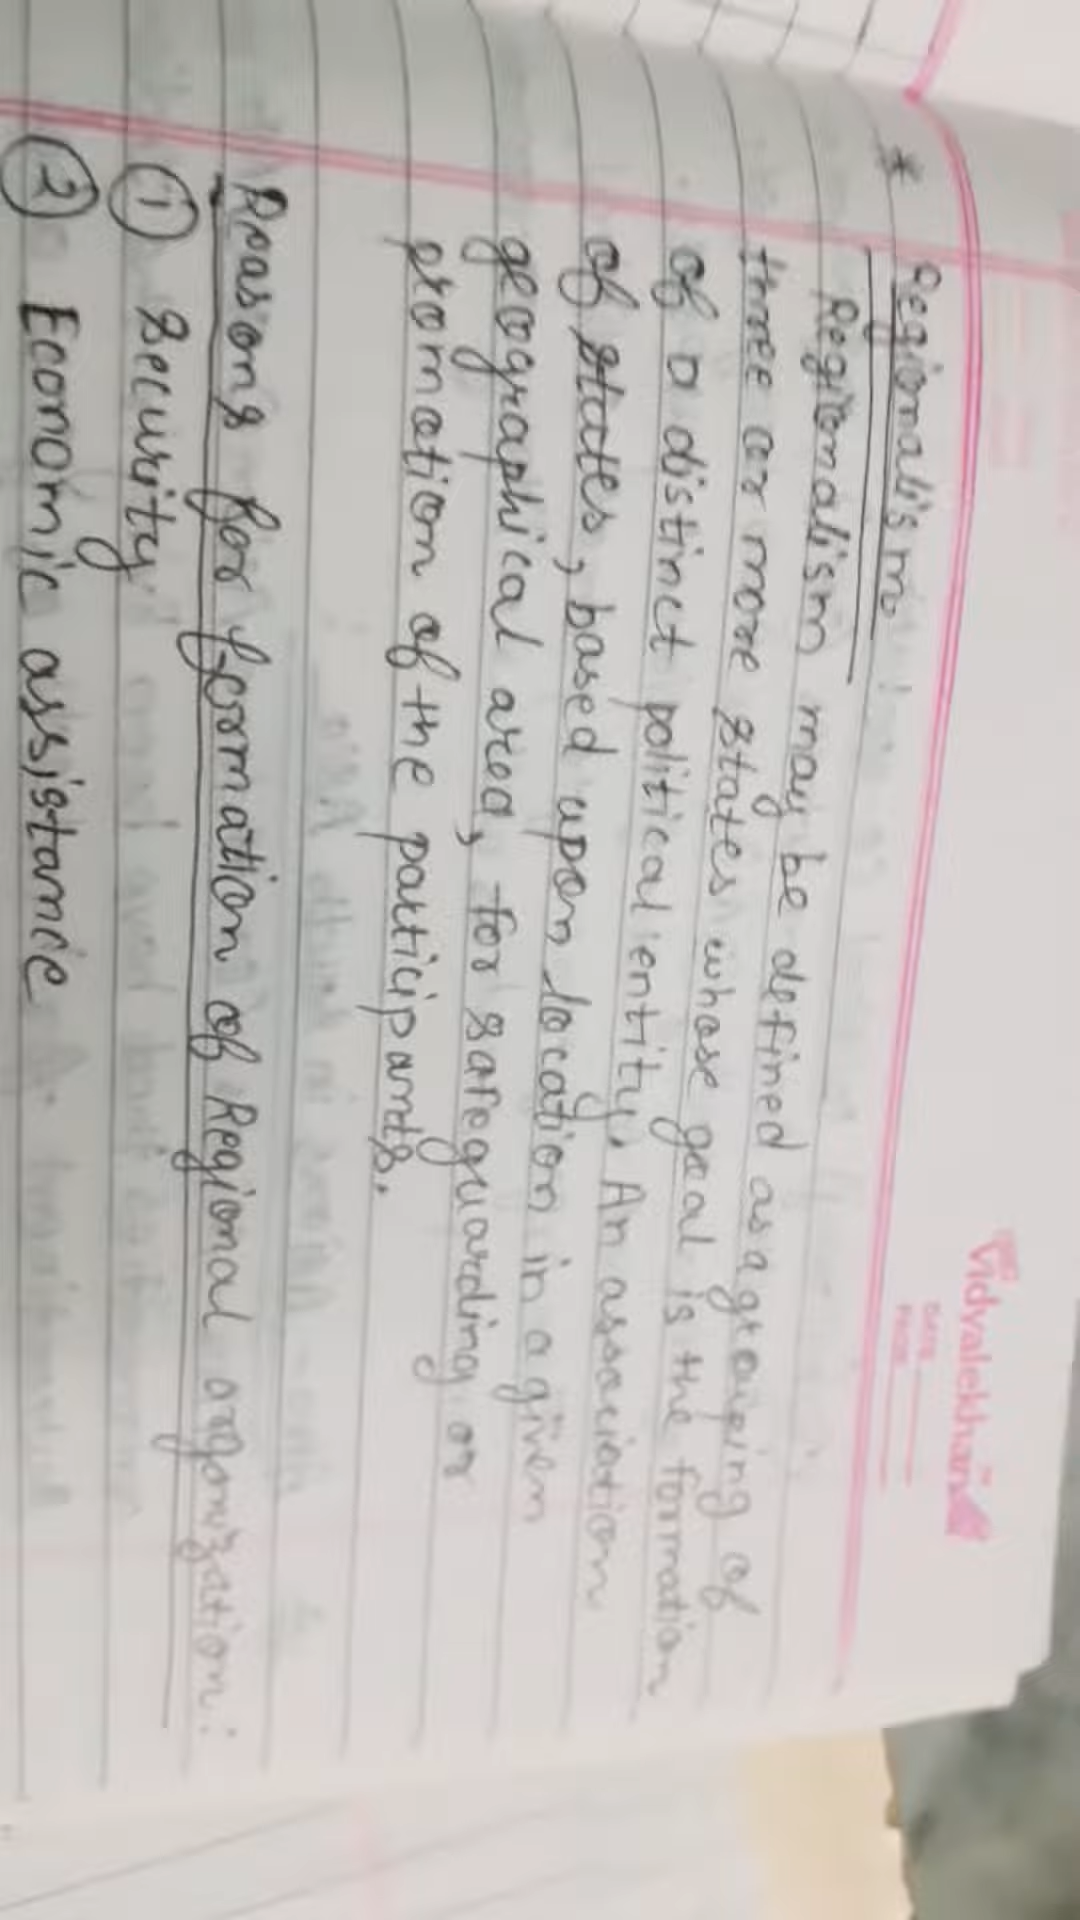 Vidyalekhan
DATE
PAGE
* Regionalism
Regionalism may be defined as a grouping of
three or more states whose goal is the formation
of a distinct political entity. An association
of states, based upon location in a given
geographical area, for safeguarding or
promotion of the participants.
Reasons for formation of Regional organization:
① Security
② Economic assistance